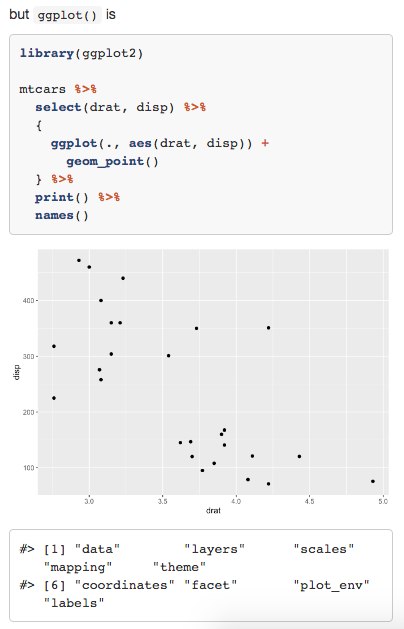 but ggplot() is
library(ggplot2)
mtcars %>%
select(drat, disp) %>%
{
ggplot(., aes(drat, disp)) +
geom_point()
} %>%
print() %>%
names()
400
300
200
100
disp
3.0 3.5 4.0 4.5 5.0
drat
#> [1] "data" "layers" "scales"
"mapping" "theme"
#> [6] "coordinates" "facet" "plot_env"
"labels"